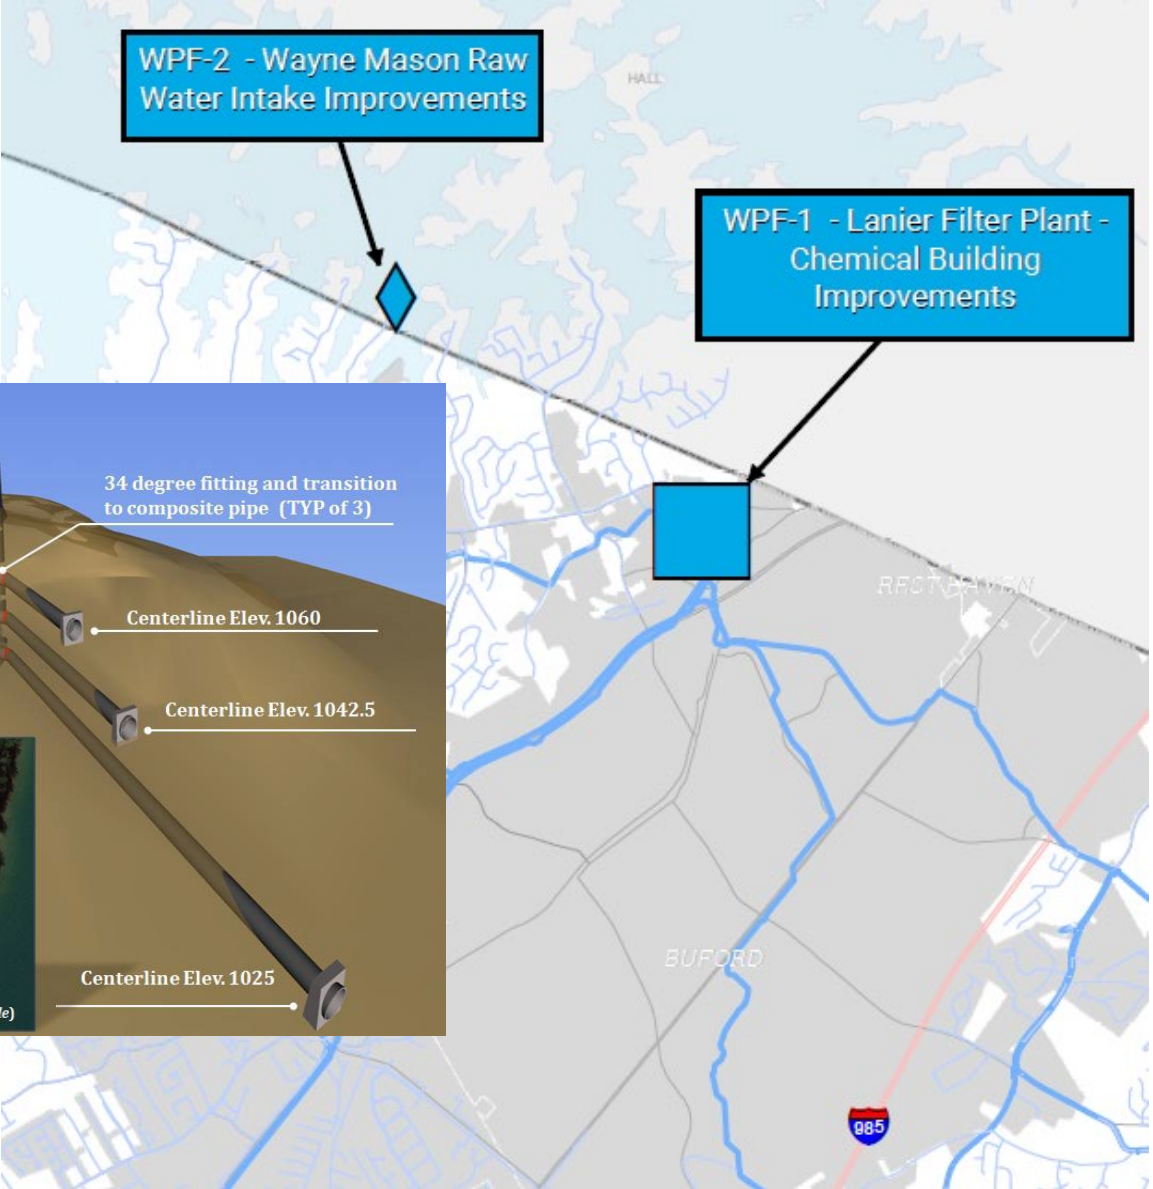 WPF-2 - Wayne Mason Raw
Water Intake Improvements
HALL
WPF-1 - Lanier Filter Plant -
Chemical Building
Improvements
34 degree fitting and transition
to composite pipe (TYP of 3)
Centerline Elev. 1060
Centerline Elev. 1042.5
Centerline Elev. 1025
REST HAVEN
BUFORD
985